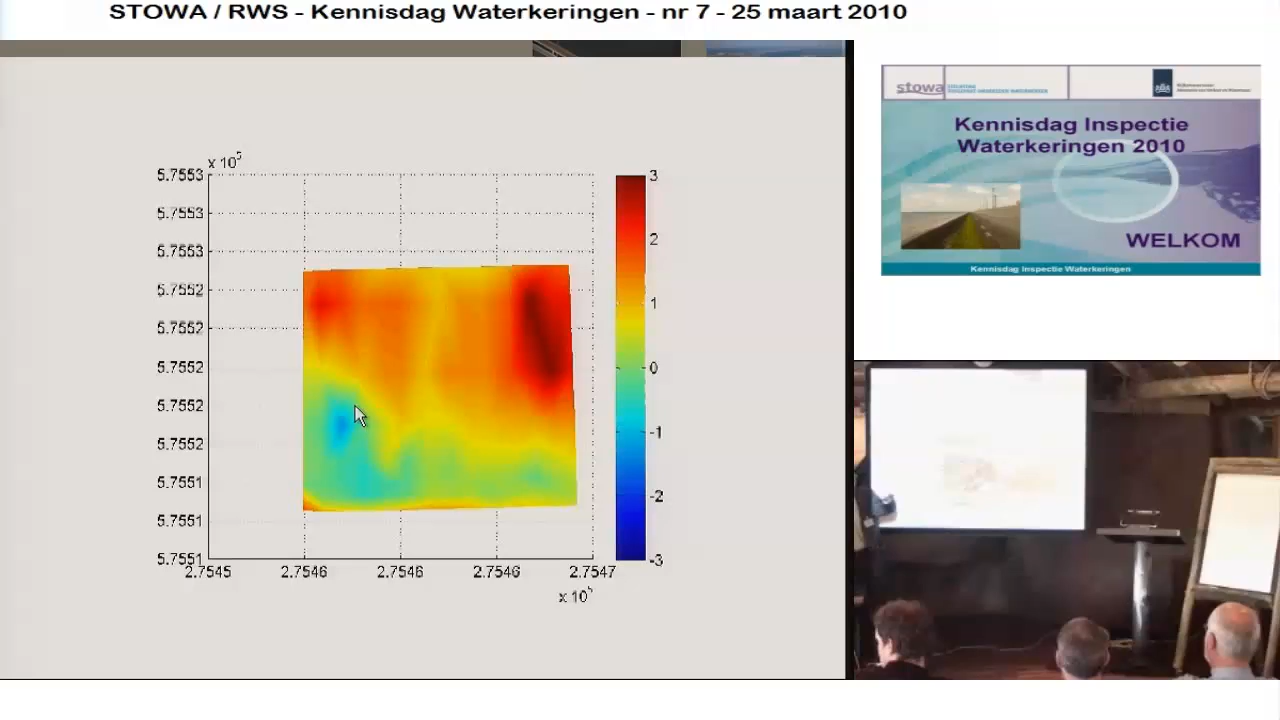 STOWA / RWS - Kennisdag Waterkeringen - nr 7 - 25 maart 2010
x 10⁵
5.7553
5.7553
5.7553
5.7552
5.7552
5.7552
5.7552
5.7552
5.7551
5.7551
5.7551
2.7545
2.7546
2.7546
2.7546
2.7547
x 10⁵
3
2
1
0
-1
-2
-3
stowa
Kennisdag Inspectie
Waterkeringen 2010
WELKOM
Kennisdag Inspectie Waterkeringen